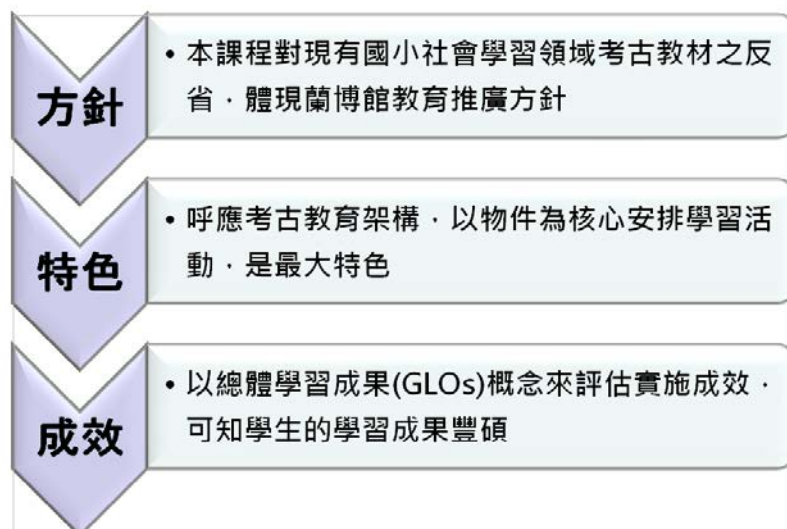 方針
• 本課程對現有國小社會學習領域考古教材之反
省，體現蘭博館教育推廣方針
特色
• 呼應考古教育架構，以物件為核心安排學習活
動，是最大特色
成效
• 以總體學習成果(GLOs)概念來評估實施成效，
可知學生的學習成果豐碩